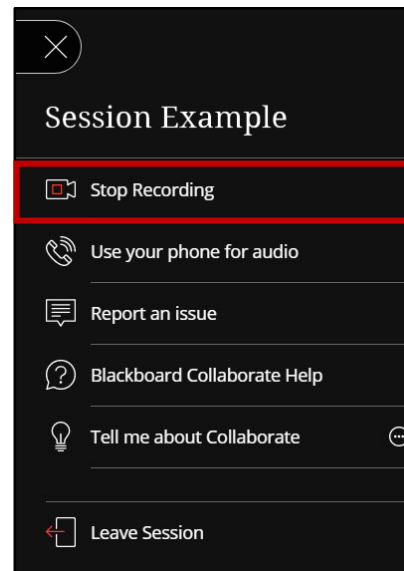 Session Example
Stop Recording
Use your phone for audio
Report an issue
Blackboard Collaborate Help
Tell me about Collaborate
Leave Session